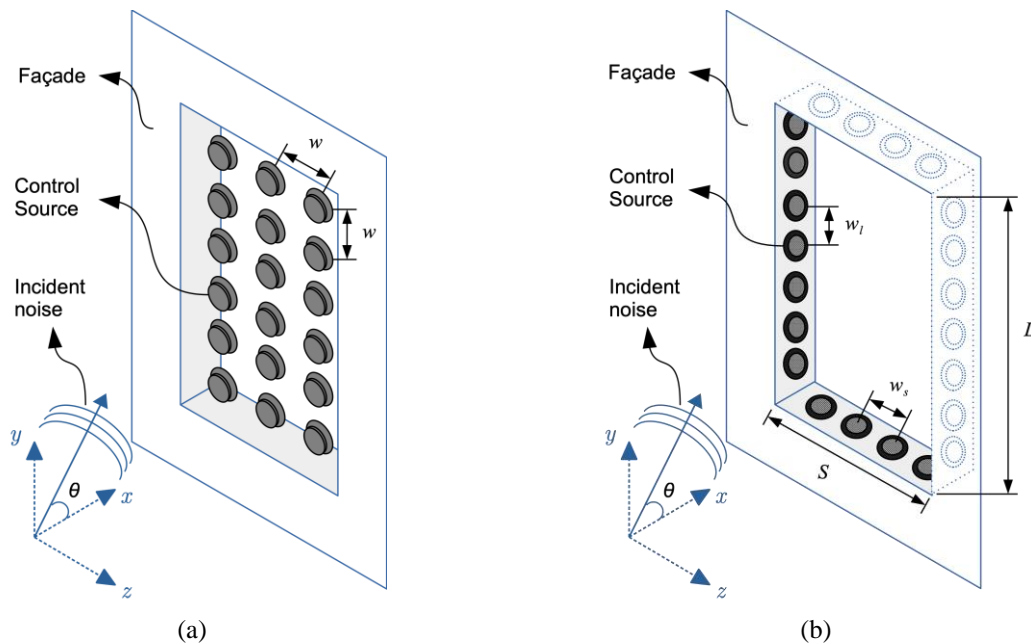 Façade
Control
Source
Incident
noise
w
w
y
θ
x
z
(a)
Façade
Control
Source
Incident
noise
w_l
w_s
L
S
y
θ
x
z
(b)